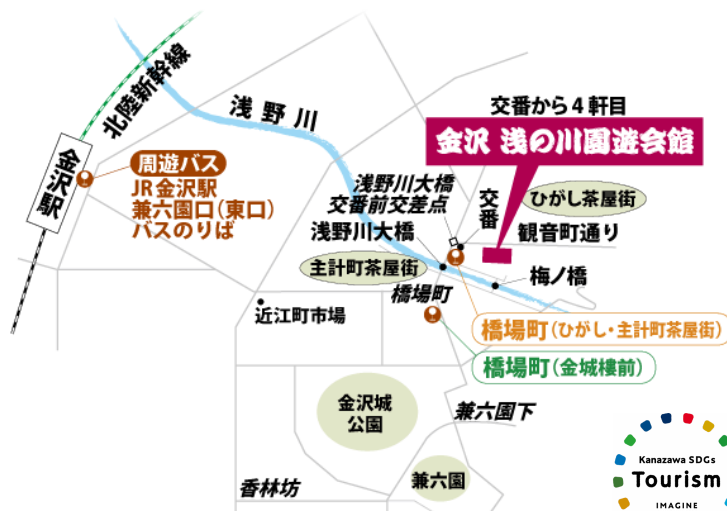 北陸新幹線
金沢駅
周遊バス
JR金沢駅
兼六園口(東口)
バスのりば
浅野川
交番から4軒目
金沢 浅の川園遊会館
浅野川大橋
交番前交差点
交番
ひがし茶屋街
浅野川大橋
観音町通り
主計町茶屋街
梅ノ橋
橋場町
近江町市場
橋場町(ひがし・主計町茶屋街)
橋場町(金城樓前)
金沢城
公園
兼六園下
兼六園
香林坊
Kanazawa SDGs
Tourism
IMAGINE